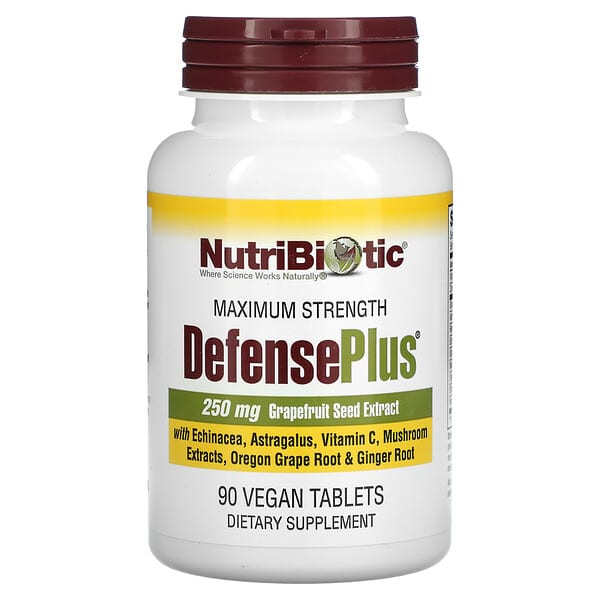 NutriBiotic®
Where Science Works Naturally®
MAXIMUM STRENGTH
DefensePlus®
250 mg Grapefruit Seed Extract
with Echinacea, Astragalus, Vitamin C, Mushroom
Extracts, Oregon Grape Root & Ginger Root
90 VEGAN TABLETS
DIETARY SUPPLEMENT